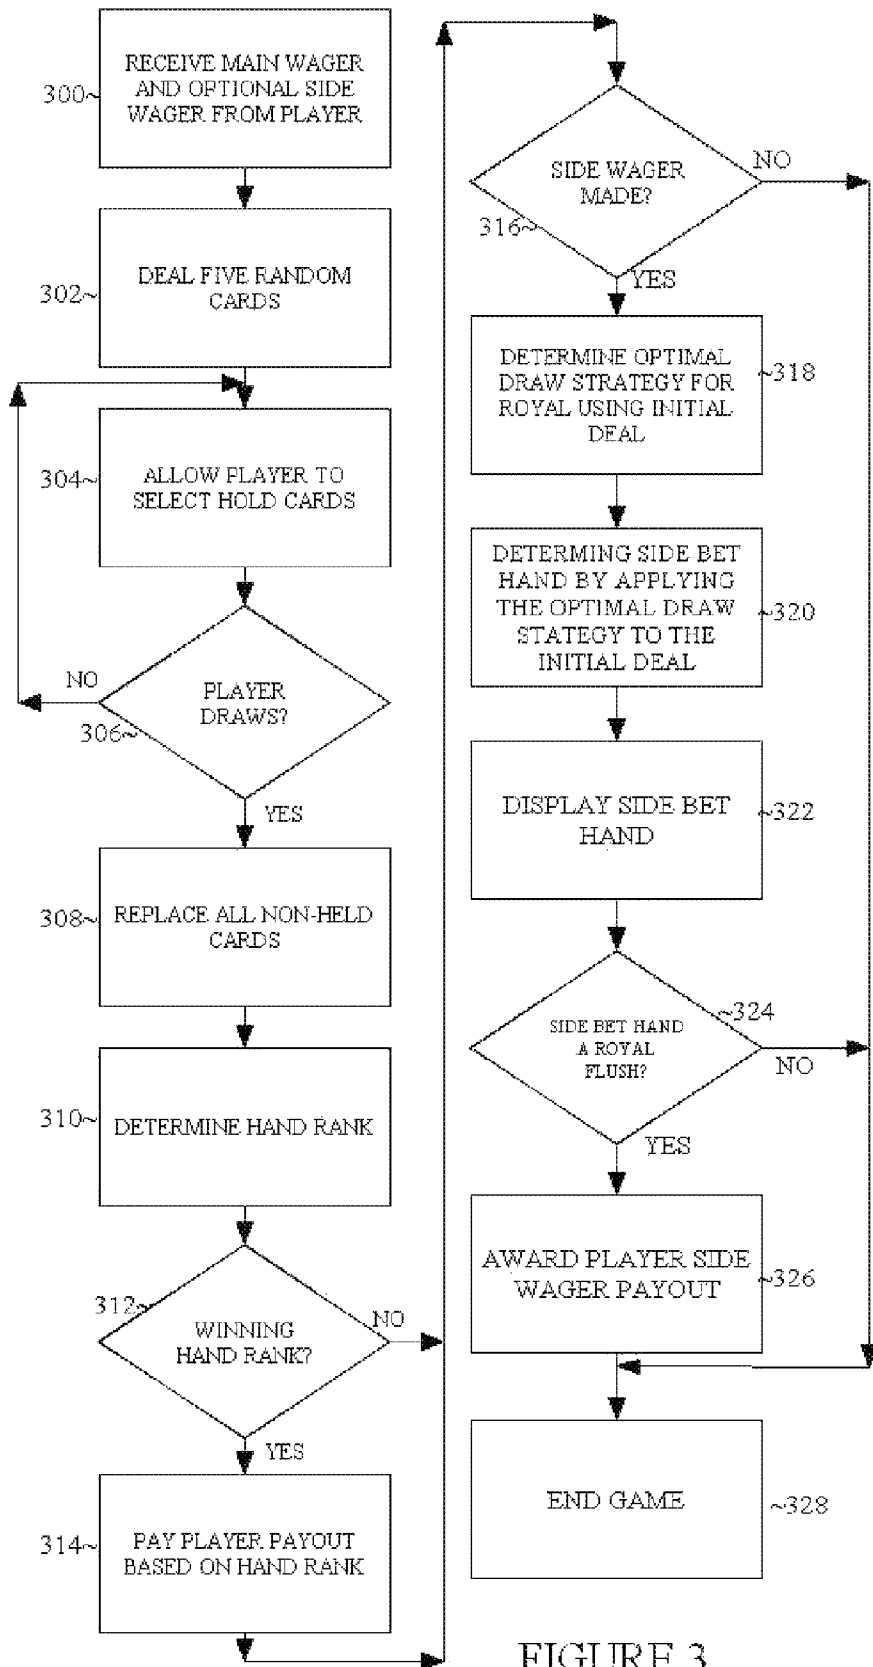 RECEIVE MAIN WAGER
AND OPTIONAL SIDE
WAGER FROM PLAYER
300~
DEAL FIVE RANDOM
CARDS
302~
ALLOW PLAYER TO
SELECT HOLD CARDS
304~
NO
PLAYER
DRAWS?
306~
YES
REPLACE ALL NON-HELD
CARDS
308~
DETERMINE HAND RANK
310~
312~
WINNING
HAND RANK?
NO
YES
PAY PLAYER PAYOUT
BASED ON HAND RANK
314~
SIDE WAGER
MADE?
NO
316~
YES
DETERMINE OPTIMAL
DRAW STRATEGY FOR
ROYAL USING INITIAL
DEAL
~318
DETERMING SIDE BET
HAND BY APPLYING
THE OPTIMAL DRAW
STATEGY TO THE
INITIAL DEAL
~320
DISPLAY SIDE BET
HAND
~322
~324
SIDE BET HAND
A ROYAL
FLUSH?
NO
YES
AWARD PLAYER SIDE
WAGER PAYOUT
~326
END GAME
~328
FIGURE 3